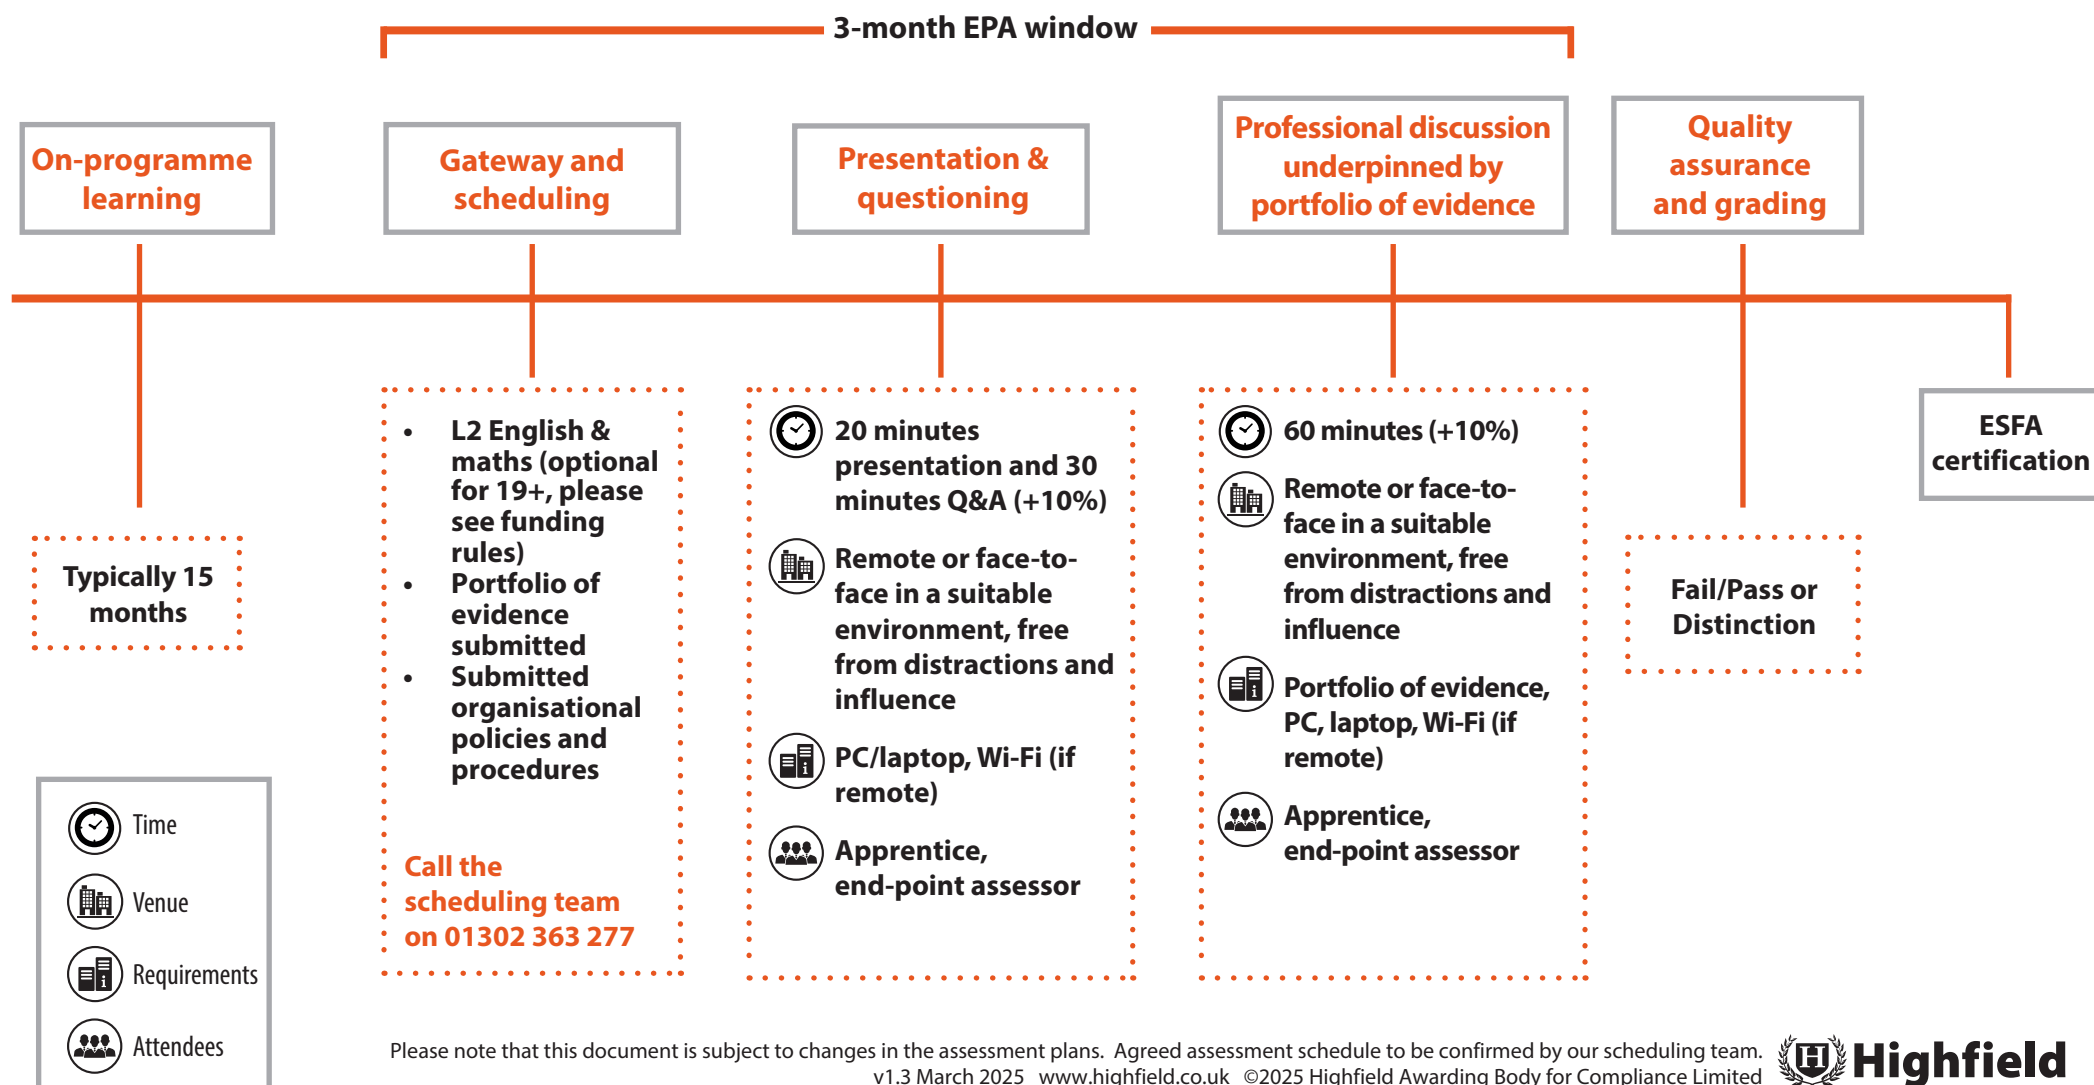 3-month EPA window
On-programme
learning
Gateway and
scheduling
Presentation &
questioning
Professional discussion
underpinned by
portfolio of evidence
Quality
assurance
and grading
Typically 15
months
• L2 English &
maths (optional
for 19+, please
see funding
rules)
• Portfolio of
evidence
submitted
• Submitted
organisational
policies and
procedures
Call the
scheduling team
on 01302 363 277
20 minutes
presentation and 30
minutes Q&A (+10%)
Remote or face-to-
face in a suitable
environment, free
from distractions and
influence
PC/laptop, Wi-Fi (if
remote)
Apprentice,
end-point assessor
60 minutes (+10%)
Remote or face-to-
face in a suitable
environment, free
from distractions and
influence
Portfolio of evidence,
PC, laptop, Wi-Fi (if
remote)
Apprentice,
end-point assessor
Fail/Pass or
Distinction
ESFA
certification
Time
Venue
Requirements
Attendees
Please note that this document is subject to changes in the assessment plans. Agreed assessment schedule to be confirmed by our scheduling team.
v1.3 March 2025 www.highfield.co.uk ©2025 Highfield Awarding Body for Compliance Limited
H Highfield